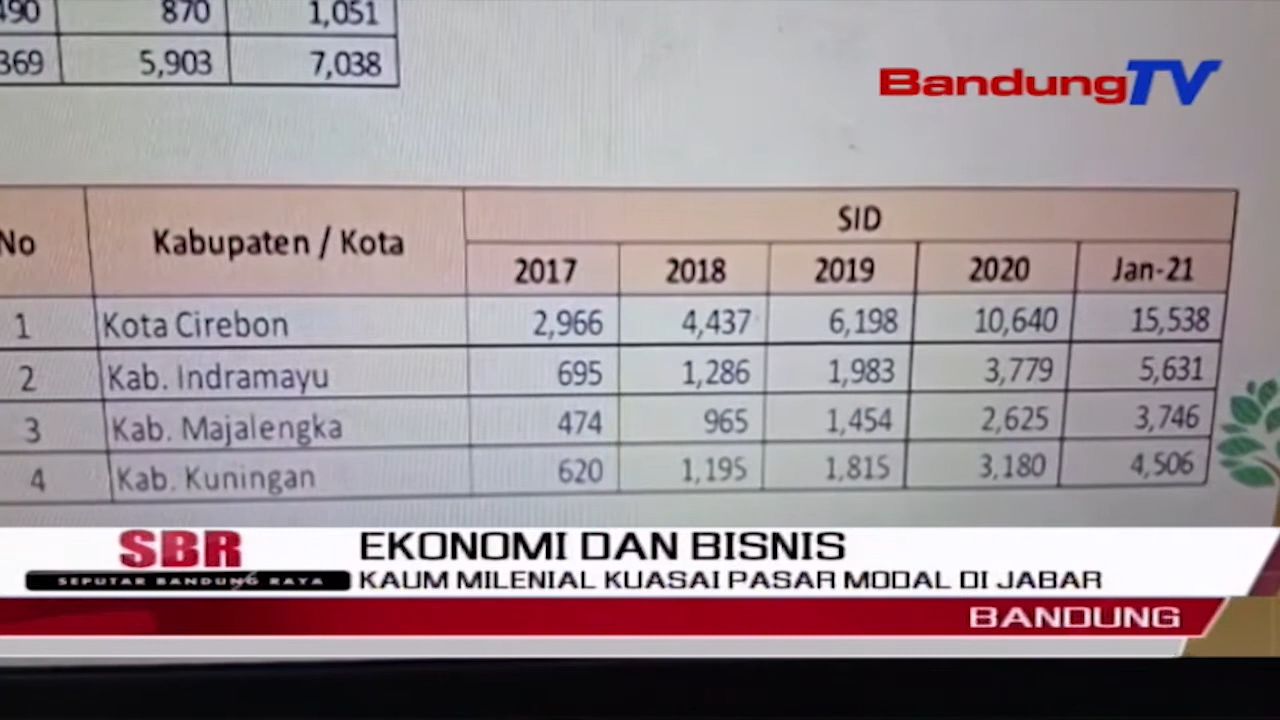 490 870 1,051
369 5,903 7,038
BandungTV
No Kabupaten / Kota SID
2017 2018 2019 2020 Jan-21
1 Kota Cirebon 2,966 4,437 6,198 10,640 15,538
2 Kab. Indramayu 695 1,286 1,983 3,779 5,631
3 Kab. Majalengka 474 965 1,454 2,625 3,746
4 Kab. Kuningan 620 1,195 1,815 3,180 4,506
SBR
SEPUTAR BANDUNG RAYA
EKONOMI DAN BISNIS
KAUM MILENIAL KUASAI PASAR MODAL DI JABAR
BANDUNG